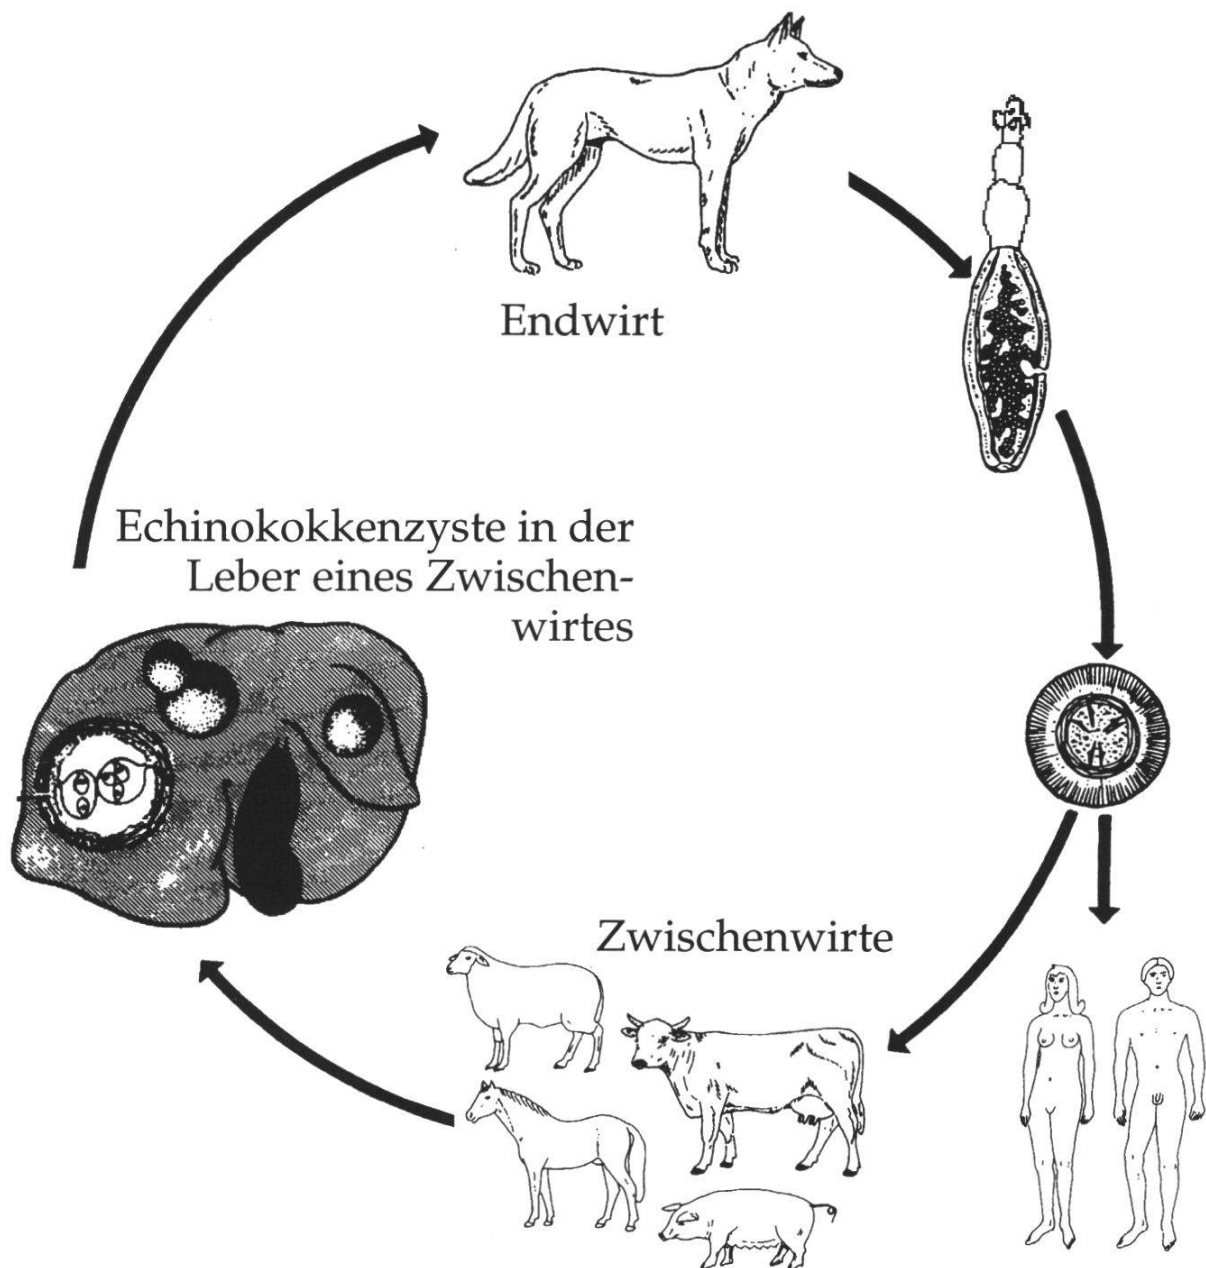 Endwirt
Echinokokkenzyste in der
Leber eines Zwischen-
wirtes
Zwischenwirte